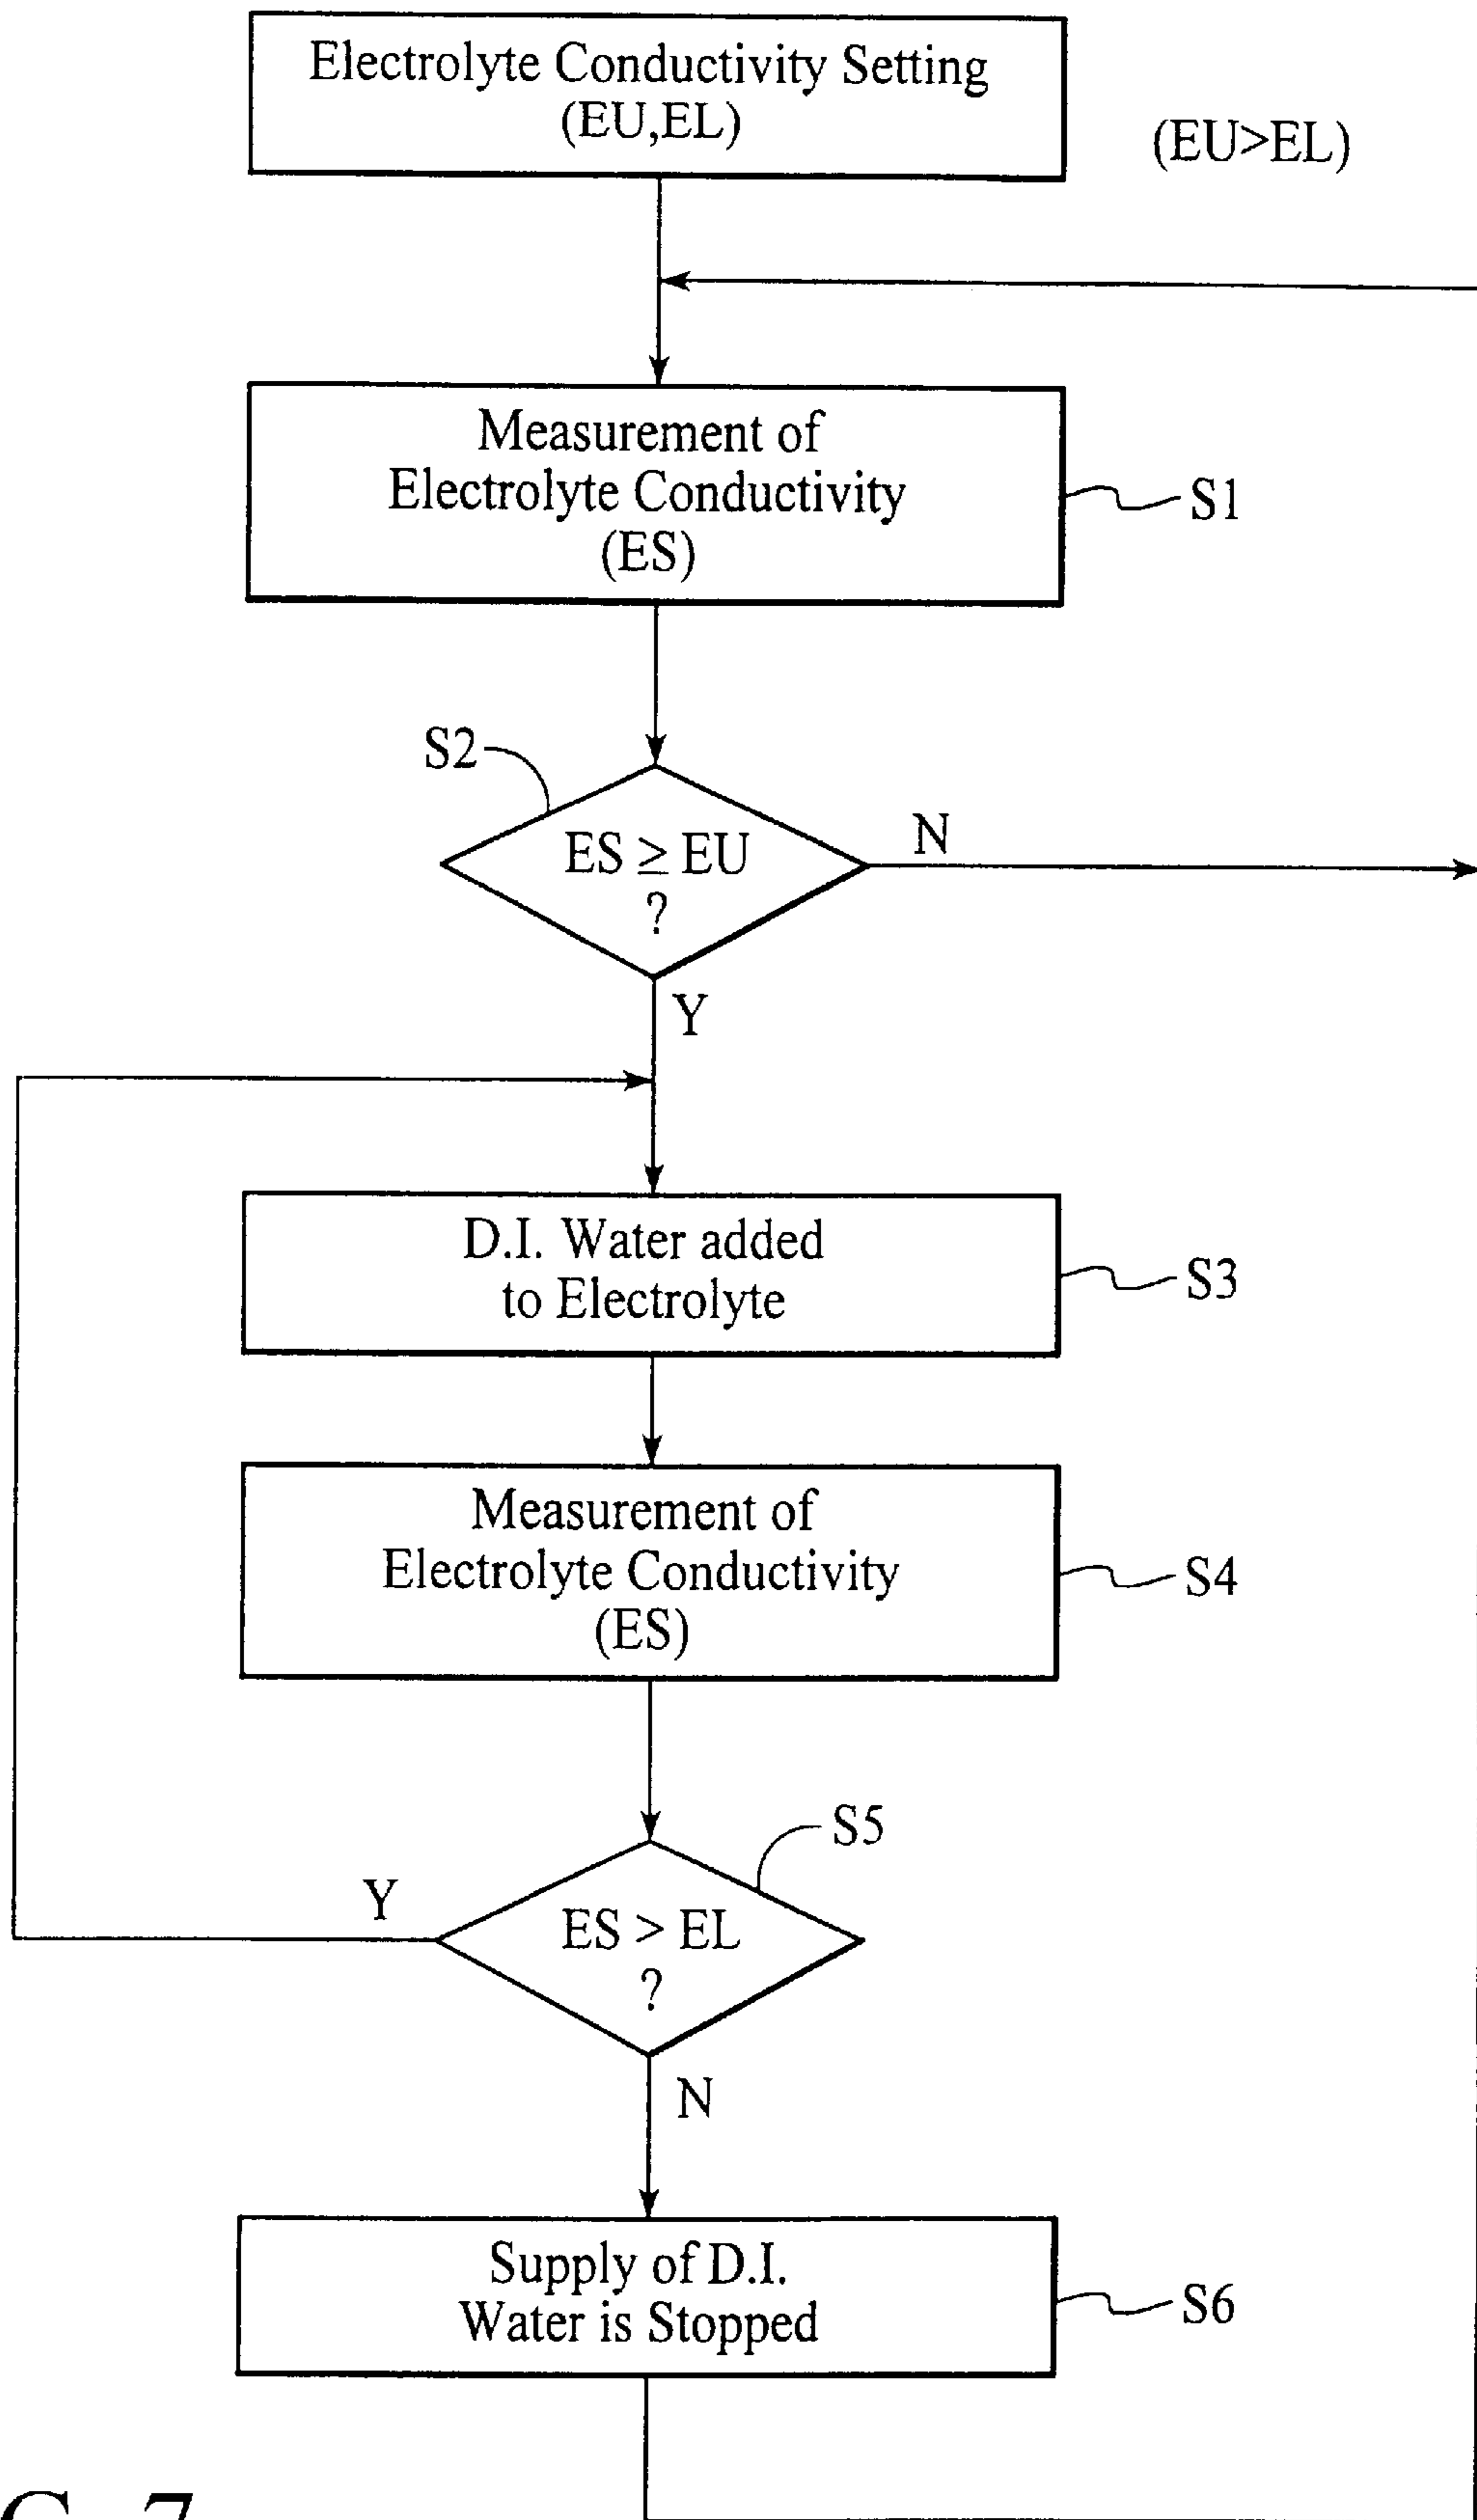 Electrolyte Conductivity Setting
(EU,EL)
(EU>EL)
Measurement of
Electrolyte Conductivity
(ES)
S1
S2
ES ≥ EU
?
N
Y
D.I. Water added
to Electrolyte
S3
Measurement of
Electrolyte Conductivity
(ES)
S4
S5
Y
ES > EL
?
N
Supply of D.I.
Water is Stopped
S6